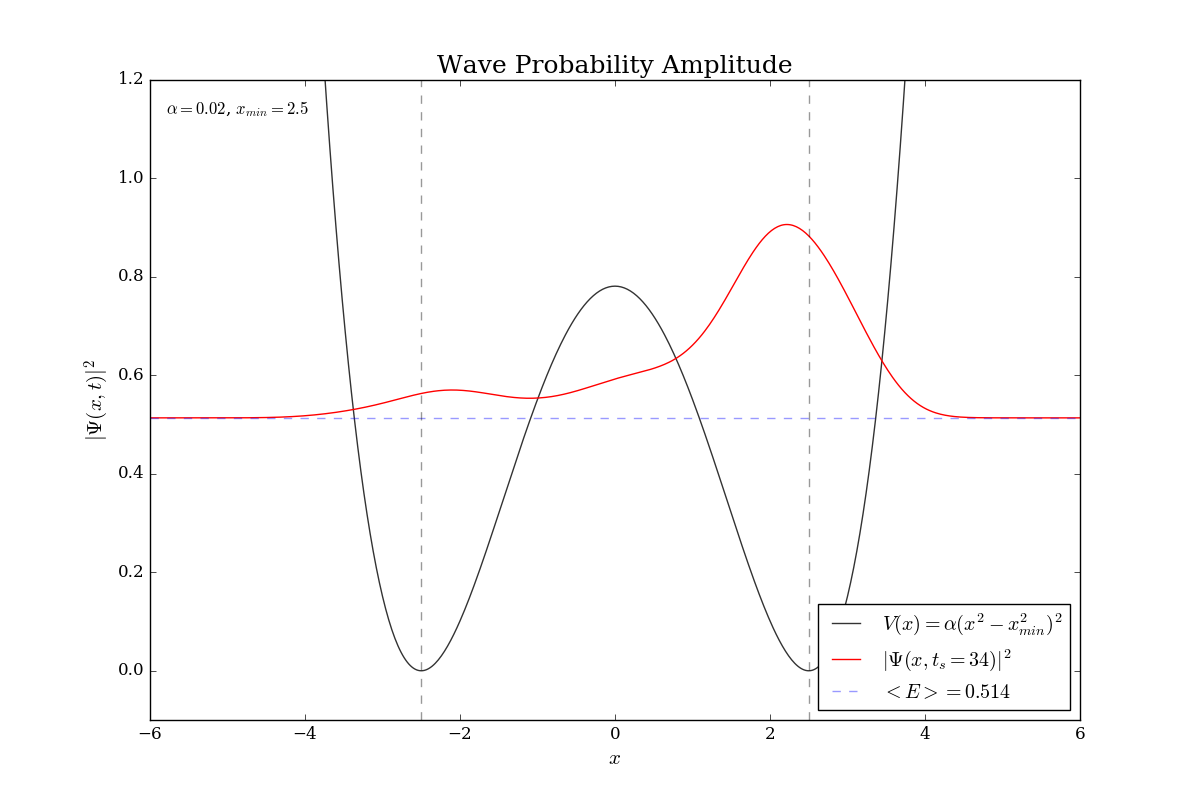 Wave Probability Amplitude
α = 0.02, x_min = 2.5
|Ψ(x, t)|²
1.2
1.0
0.8
0.6
0.4
0.2
0.0
−6
−4
−2
0
2
4
6
x
V(x) = α(x² − x²_min)²
|Ψ(x, t_s = 34)|²
< E > = 0.514